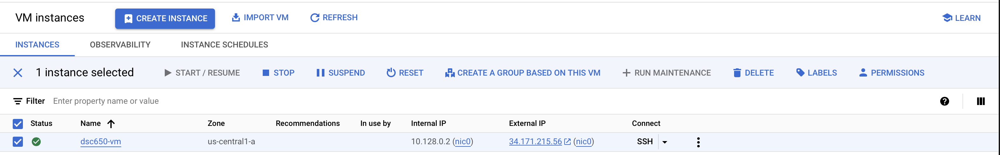 VM instances CREATE INSTANCE IMPORT VM REFRESH LEARN
INSTANCES OBSERVABILITY INSTANCE SCHEDULES
1 instance selected START / RESUME STOP SUSPEND RESET CREATE A GROUP BASED ON THIS VM RUN MAINTENANCE DELETE LABELS PERMISSIONS
Filter Enter property name or value
Status Name Zone Recommendations In use by Internal IP External IP Connect
dsc650-vm us-central1-a 10.128.0.2 (nic0) 34.171.215.56 (nic0) SSH